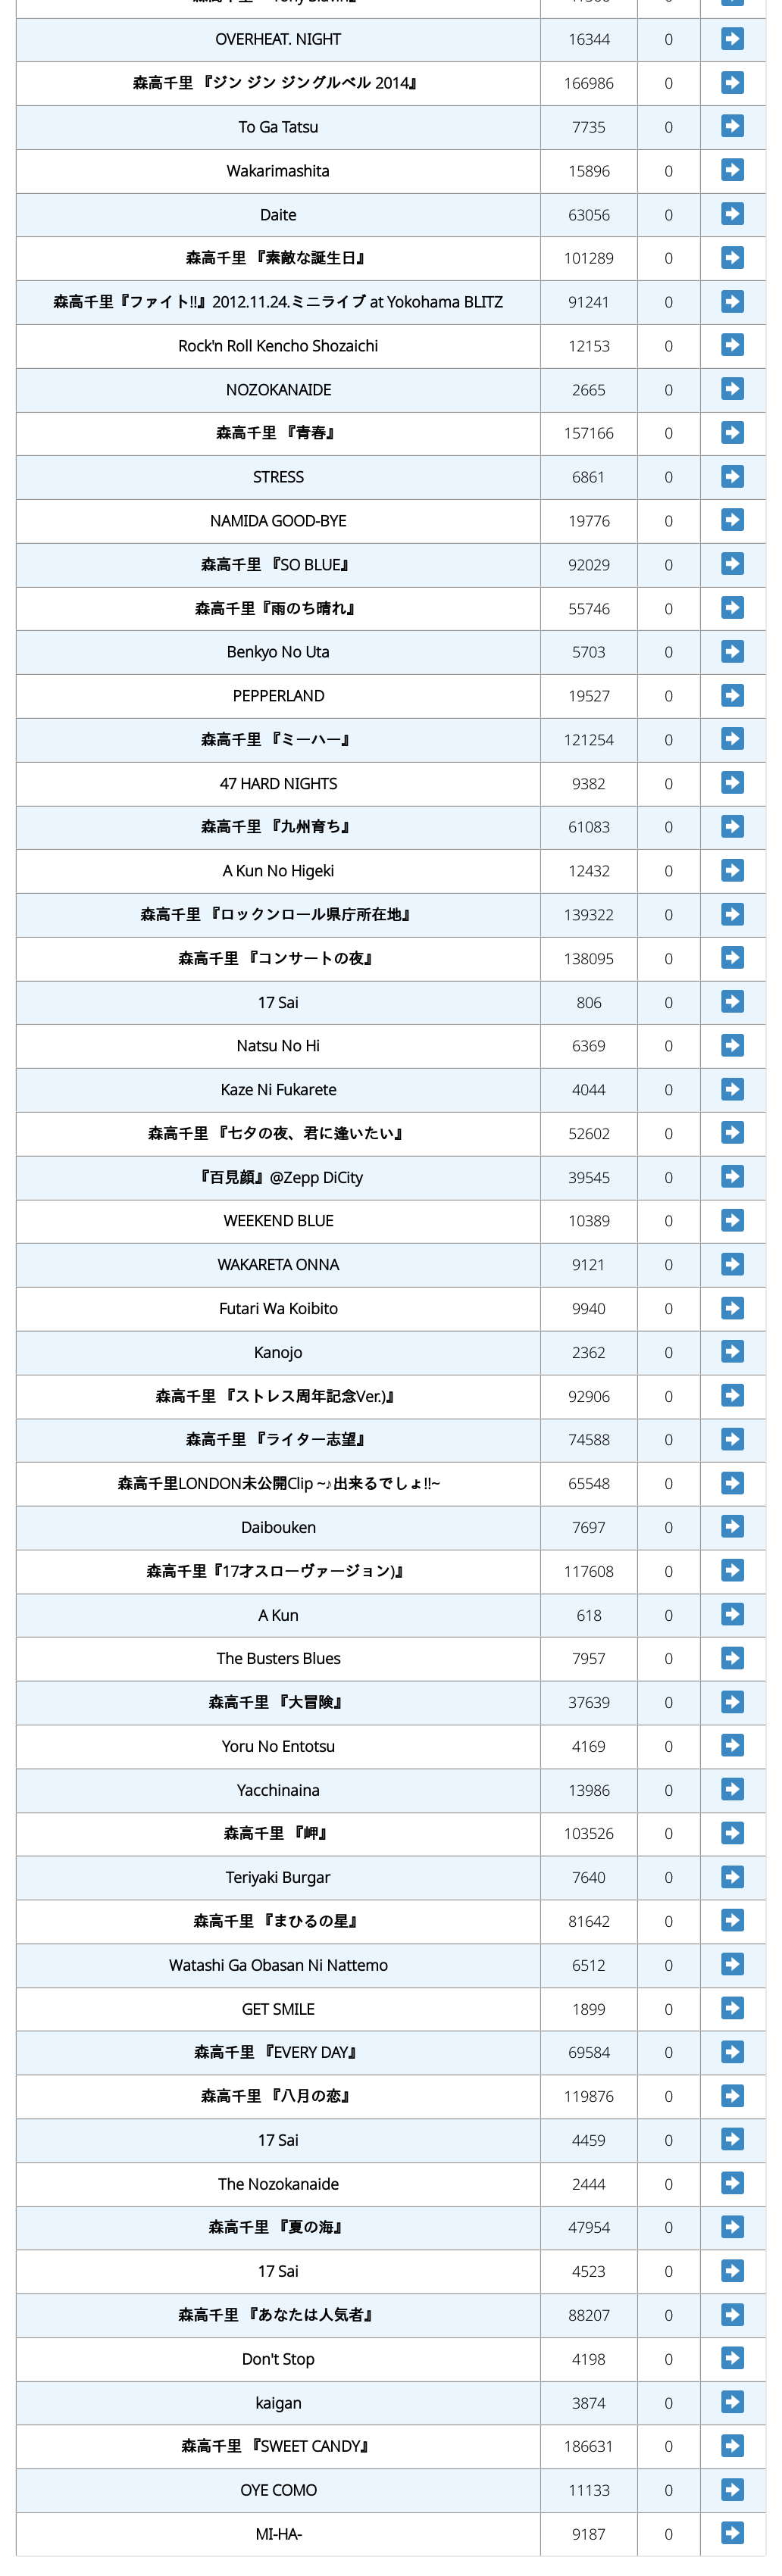 OVERHEAT. NIGHT 16344 0
森高千里 『ジン ジン ジングルベル 2014』 166986 0
To Ga Tatsu 7735 0
Wakarimashita 15896 0
Daite 63056 0
森高千里 『素敵な誕生日』 101289 0
森高千里『ファイト!!』2012.11.24.ミニライブ at Yokohama BLITZ 91241 0
Rock'n Roll Kencho Shozaichi 12153 0
NOZOKANAIDE 2665 0
森高千里 『青春』 157166 0
STRESS 6861 0
NAMIDA GOOD-BYE 19776 0
森高千里 『SO BLUE』 92029 0
森高千里『雨のち晴れ』 55746 0
Benkyo No Uta 5703 0
PEPPERLAND 19527 0
森高千里 『ミーハー』 121254 0
47 HARD NIGHTS 9382 0
森高千里 『九州育ち』 61083 0
A Kun No Higeki 12432 0
森高千里 『ロックンロール県庁所在地』 139322 0
森高千里 『コンサートの夜』 138095 0
17 Sai 806 0
Natsu No Hi 6369 0
Kaze Ni Fukarete 4044 0
森高千里 『七夕の夜、君に逢いたい』 52602 0
『百見顔』@Zepp DiCity 39545 0
WEEKEND BLUE 10389 0
WAKARETA ONNA 9121 0
Futari Wa Koibito 9940 0
Kanojo 2362 0
森高千里 『ストレス周年記念Ver.)』 92906 0
森高千里 『ライター志望』 74588 0
森高千里LONDON未公開Clip ~♪出来るでしょ!!~ 65548 0
Daibouken 7697 0
森高千里『17才スローヴァージョン)』 117608 0
A Kun 618 0
The Busters Blues 7957 0
森高千里 『大冒険』 37639 0
Yoru No Entotsu 4169 0
Yacchinaina 13986 0
森高千里 『岬』 103526 0
Teriyaki Burgar 7640 0
森高千里 『まひるの星』 81642 0
Watashi Ga Obasan Ni Nattemo 6512 0
GET SMILE 1899 0
森高千里 『EVERY DAY』 69584 0
森高千里 『八月の恋』 119876 0
17 Sai 4459 0
The Nozokanaide 2444 0
森高千里 『夏の海』 47954 0
17 Sai 4523 0
森高千里 『あなたは人気者』 88207 0
Don't Stop 4198 0
kaigan 3874 0
森高千里 『SWEET CANDY』 186631 0
OYE COMO 11133 0
MI-HA- 9187 0